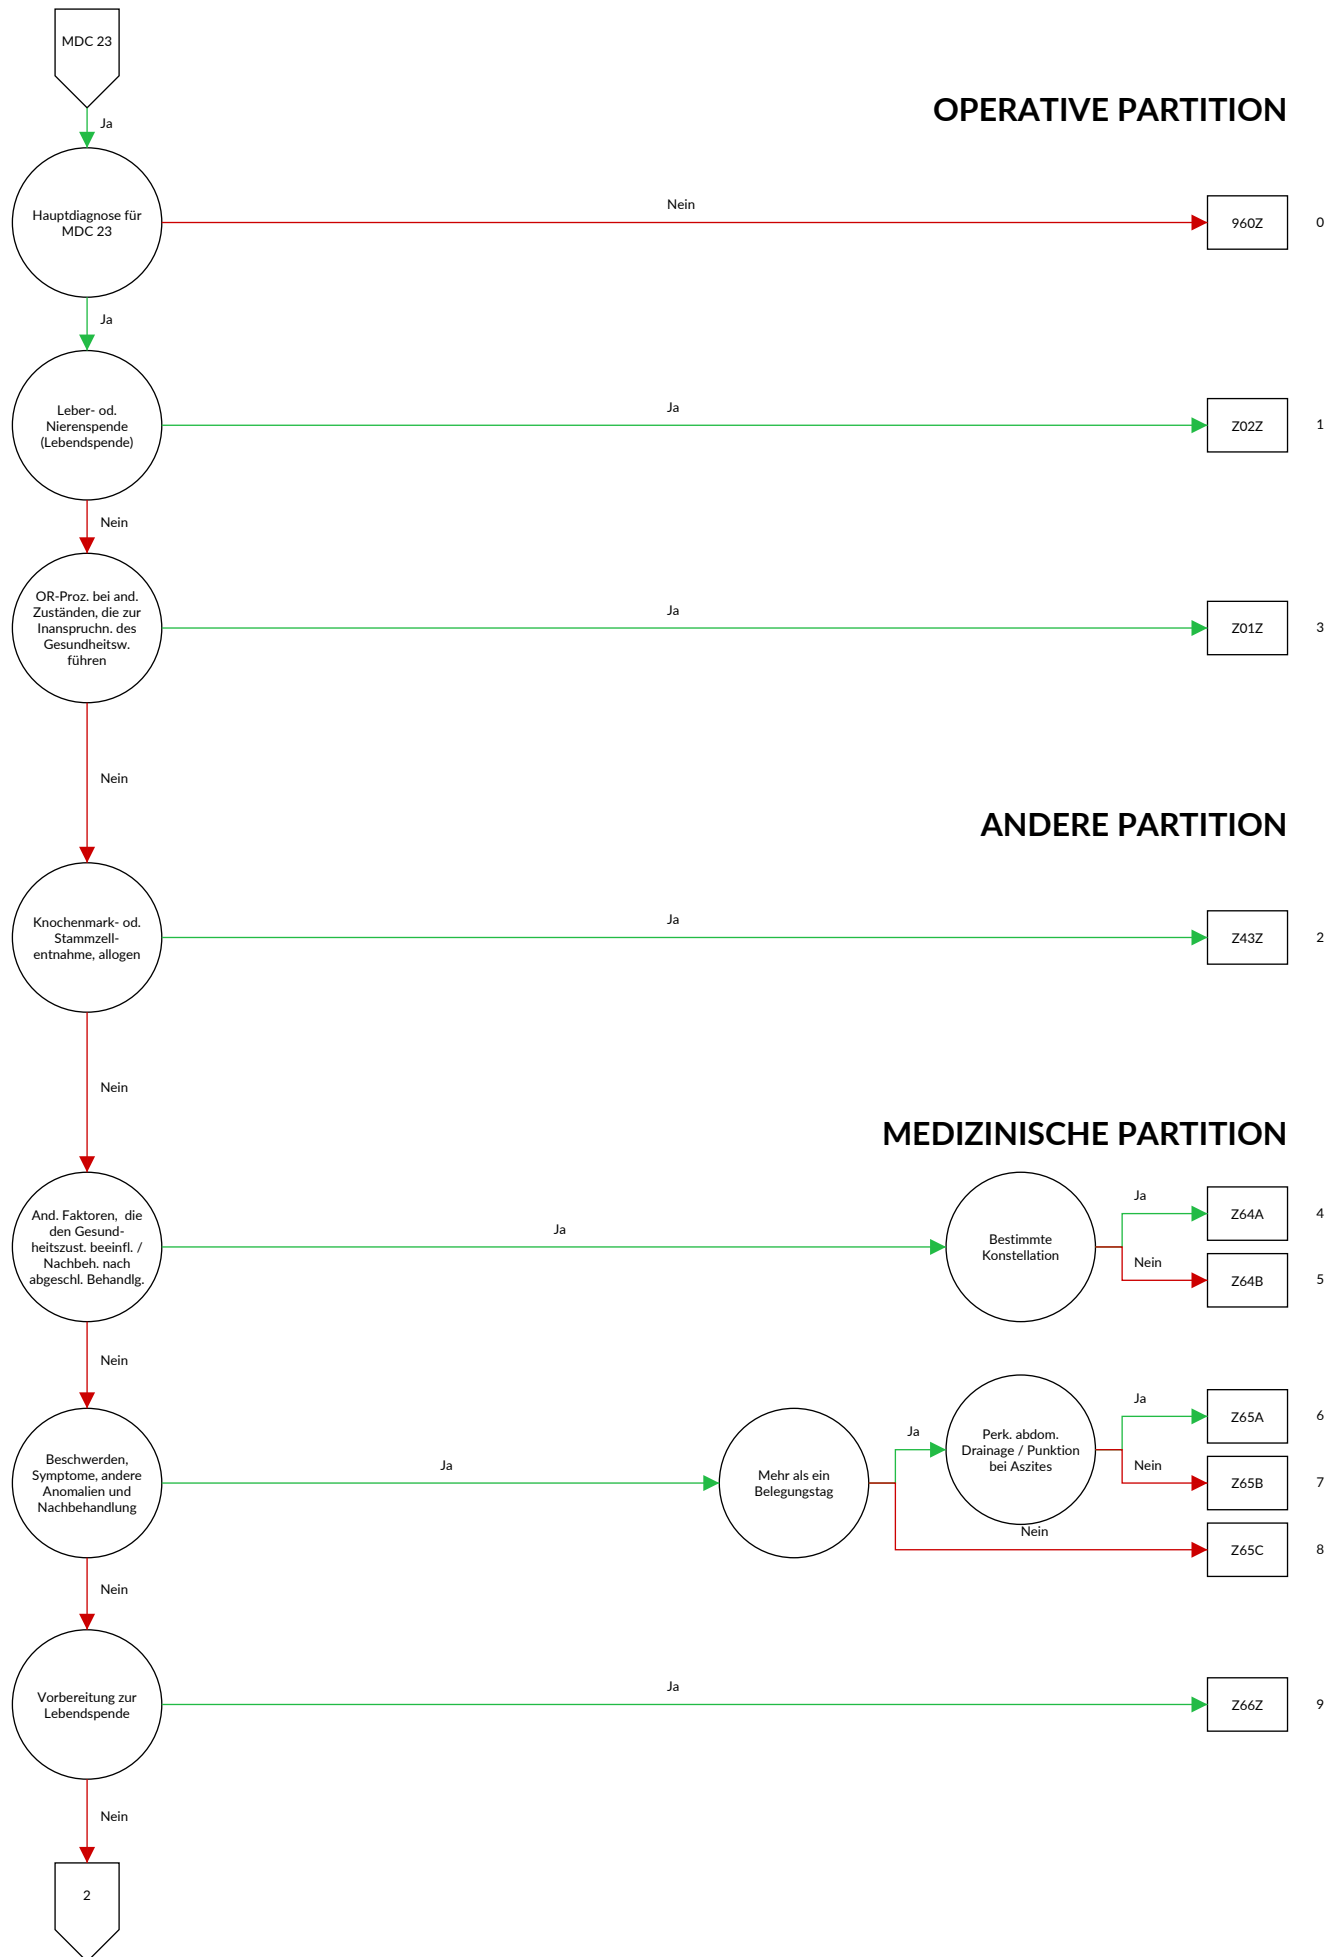 MDC 23
OPERATIVE PARTITION
Ja
Hauptdiagnose für
MDC 23
Nein
960Z
0
Ja
Leber- od.
Nierenspende
(Lebendspende)
Ja
Z02Z
1
Nein
OR-Proz. bei and.
Zuständen, die zur
Inanspruchn. des
Gesundheitsw.
führen
Ja
Z01Z
3
Nein
ANDERE PARTITION
Knochenmark- od.
Stammzell-
entnahme, allogen
Ja
Z43Z
2
Nein
MEDIZINISCHE PARTITION
And. Faktoren, die
den Gesund-
heitszust. beeinfl. /
Nachbeh. nach
abgeschl. Behandlg.
Ja
Bestimmte
Konstellation
Ja
Z64A
4
Nein
Z64B
5
Nein
Beschwerden,
Symptome, andere
Anomalien und
Nachbehandlung
Ja
Mehr als ein
Belegungstag
Ja
Perk. abdom.
Drainage / Punktion
bei Aszites
Ja
Z65A
6
Nein
Z65B
7
Nein
Z65C
8
Nein
Vorbereitung zur
Lebendspende
Ja
Z66Z
9
Nein
2